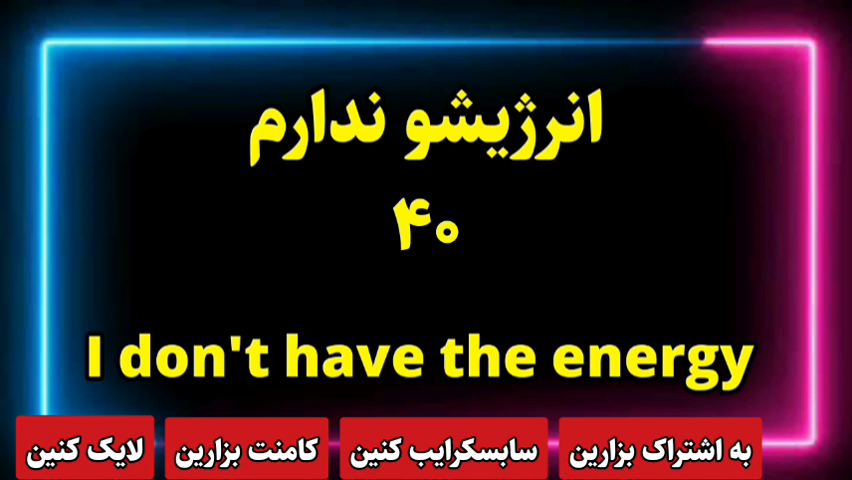 انرژیشو ندارم
۴۰
I don't have the energy
به اشتراک بزارین سابسکرایب کنین کامنت بزارین لایک کنین